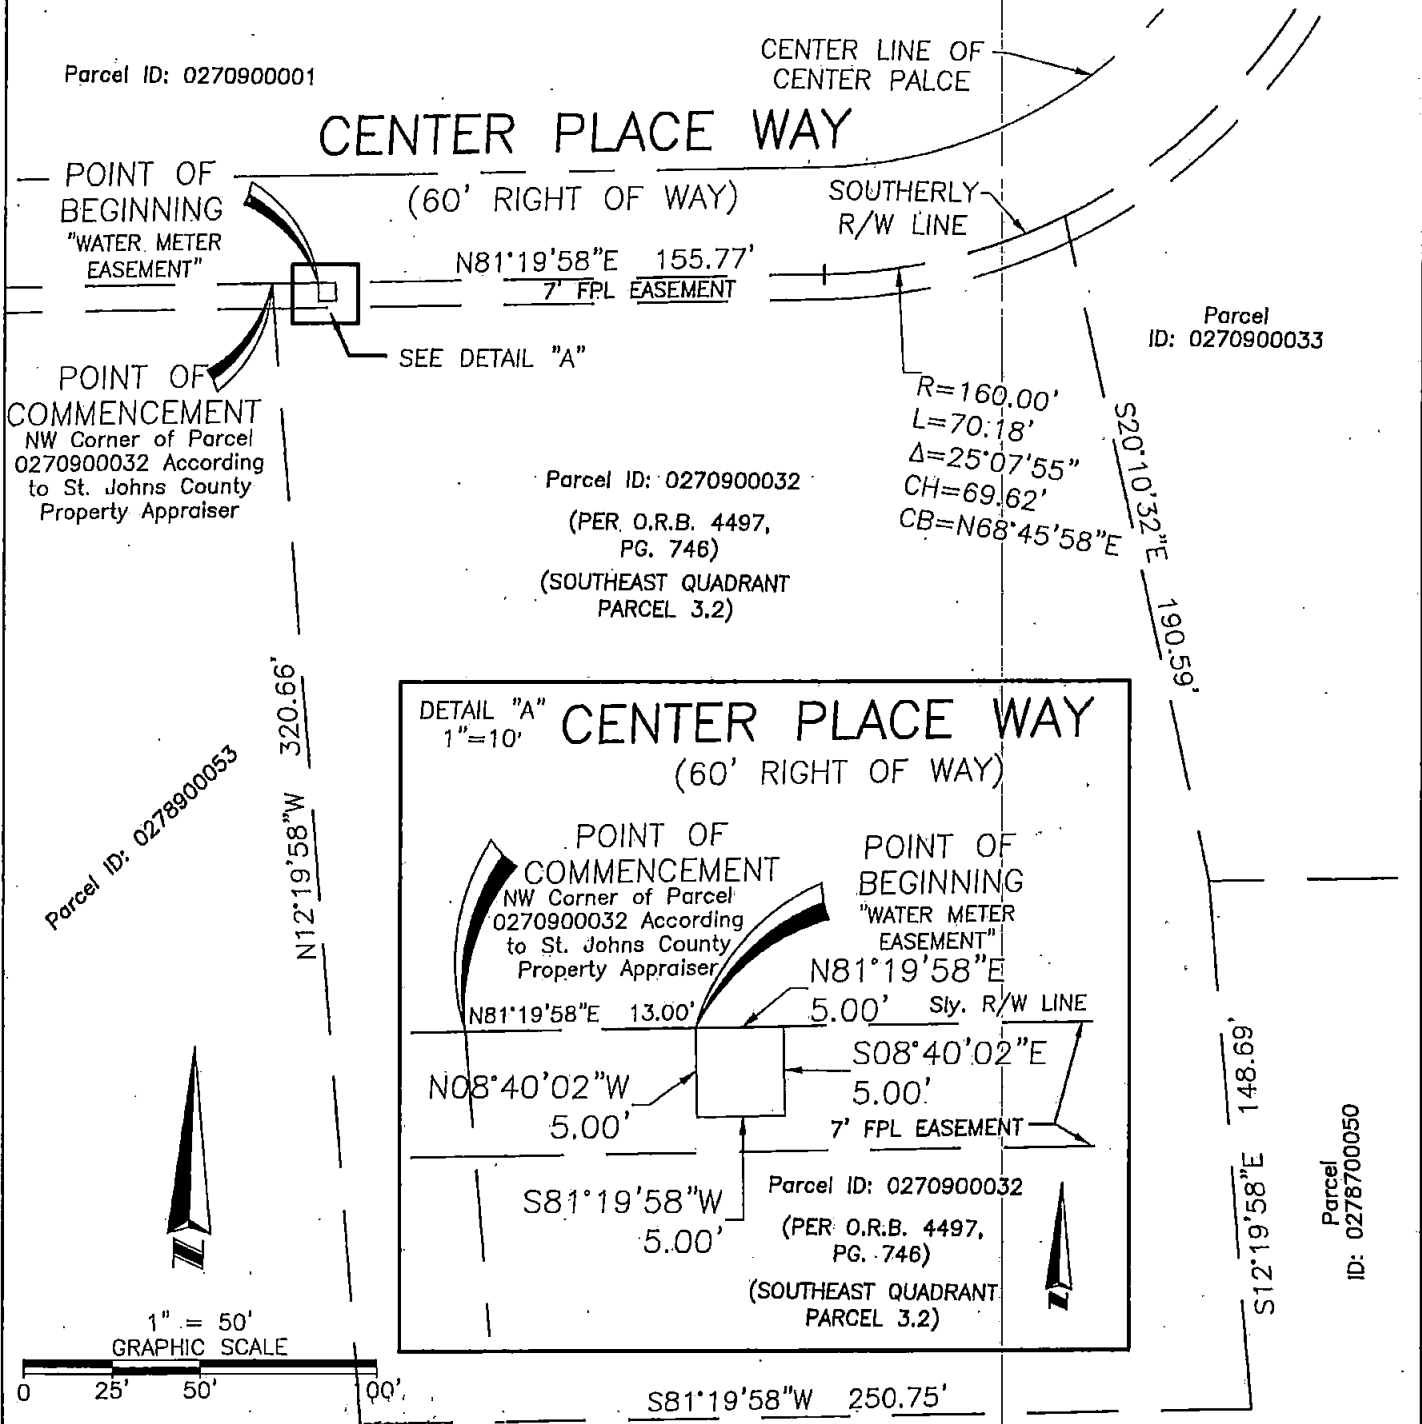 Parcel ID: 0270900001
CENTER LINE OF
CENTER PALCE
CENTER PLACE WAY
(60' RIGHT OF WAY)
POINT OF
BEGINNING
"WATER METER
EASEMENT"
SOUTHERLY
R/W LINE
N81°19'58"E 155.77'
7' FPL EASEMENT
SEE DETAIL "A"
POINT OF
COMMENCEMENT
NW Corner of Parcel
0270900032 According
to St. Johns County
Property Appraiser
Parcel
ID: 0270900033
R=160.00'
L=70.18'
Δ=25°07'55"
CH=69.62'
CB=N68°45'58"E
S20°10'32"E 190.59'
Parcel ID: 0270900032
(PER O.R.B. 4497,
PG. 746)
(SOUTHEAST QUADRANT
PARCEL 3.2)
N12°19'58"W 320.66'
Parcel ID: 0278900053
DETAIL "A"
1"=10'
CENTER PLACE WAY
(60' RIGHT OF WAY)
POINT OF
COMMENCEMENT
NW Corner of Parcel
0270900032 According
to St. Johns County
Property Appraiser
POINT OF
BEGINNING
"WATER METER
EASEMENT"
N81°19'58"E
5.00'
Sly. R/W LINE
N81°19'58"E 13.00'
S08°40'02"E
5.00'
N08°40'02"W
5.00'
7' FPL EASEMENT
S81°19'58"W
5.00'
Parcel ID: 0270900032
(PER O.R.B. 4497,
PG. 746)
(SOUTHEAST QUADRANT
PARCEL 3.2)
N
S12°19'58"E 148.69'
Parcel
ID: 0278700050
N
1" = 50'
GRAPHIC SCALE
0 25' 50' 00'
S81°19'58"W 250.75'